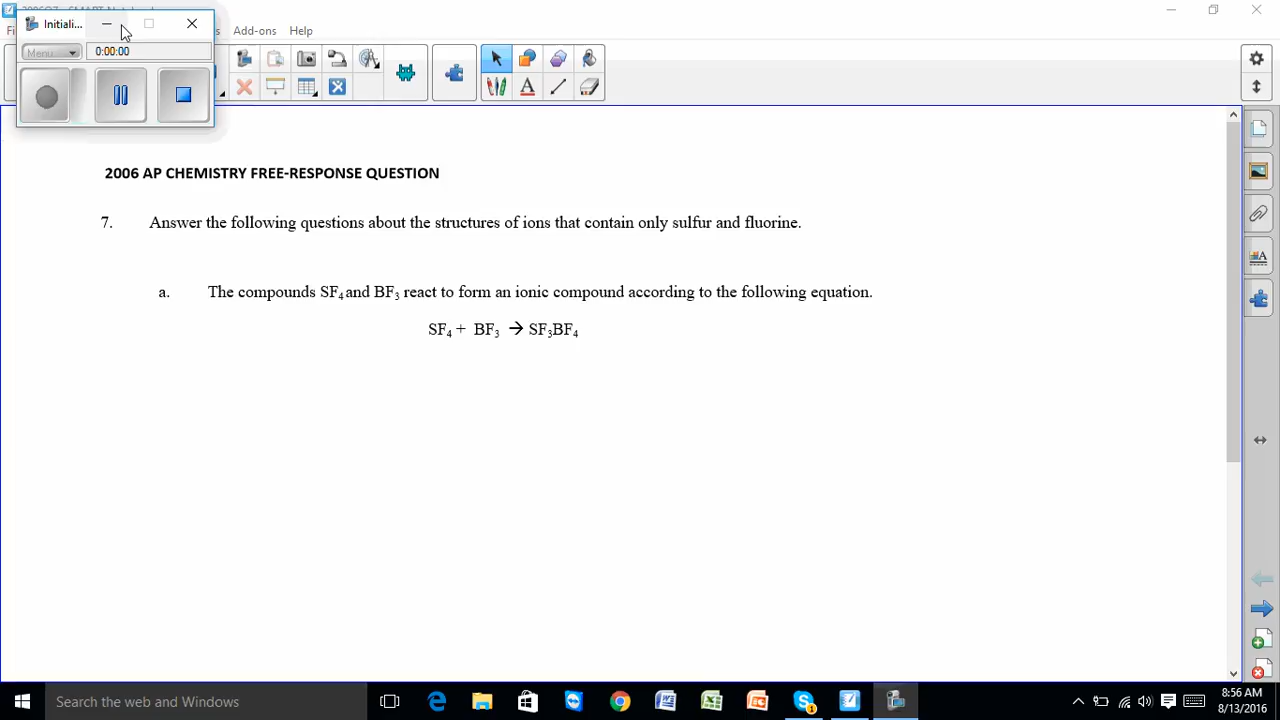 Initiali...
Menu
0:00:00
s Add-ons Help
2006 AP CHEMISTRY FREE-RESPONSE QUESTION
7. Answer the following questions about the structures of ions that contain only sulfur and fluorine.
a. The compounds SF₄ and BF₃ react to form an ionic compound according to the following equation.
SF₄ + BF₃ → SF₃BF₄
Search the web and Windows
8:56 AM
8/13/2016